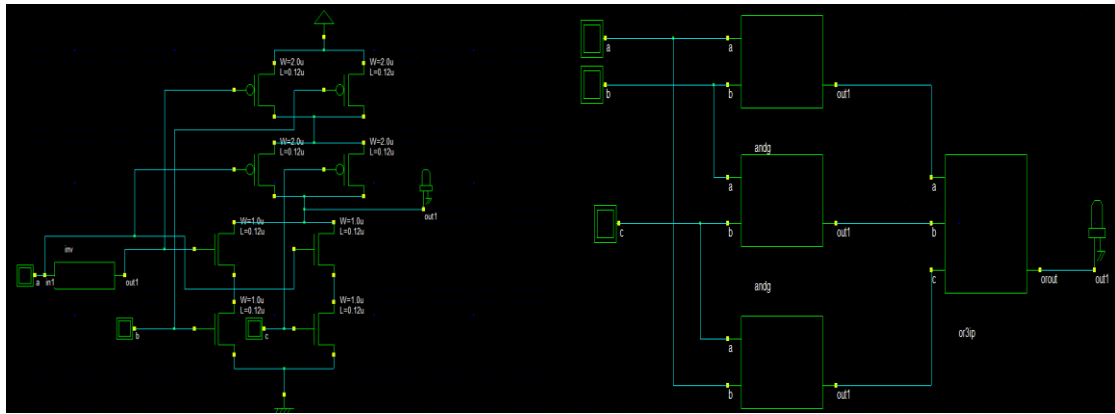 W=2.0u
L=0.12u
W=2.0u
L=0.12u
W=2.0u
L=0.12u
W=2.0u
L=0.12u
out1
W=1.0u
L=0.12u
W=1.0u
L=0.12u
inv
a
in1
out1
W=1.0u
L=0.12u
W=1.0u
L=0.12u
b
c
a
a
b
b
out1
andg
a
a
c
b
out1
b
out1
c
orout
andg
or3ip
a
b
out1